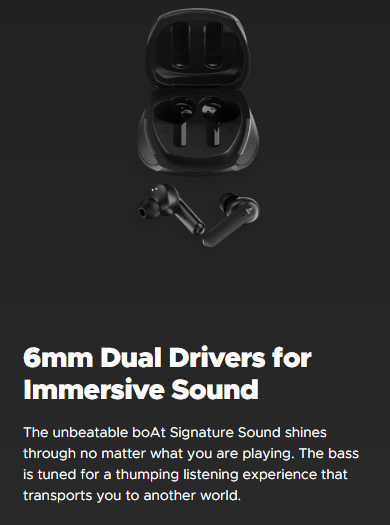 6mm Dual Drivers for
Immersive Sound
The unbeatable boAt Signature Sound shines
through no matter what you are playing. The bass
is tuned for a thumping listening experience that
transports you to another world.